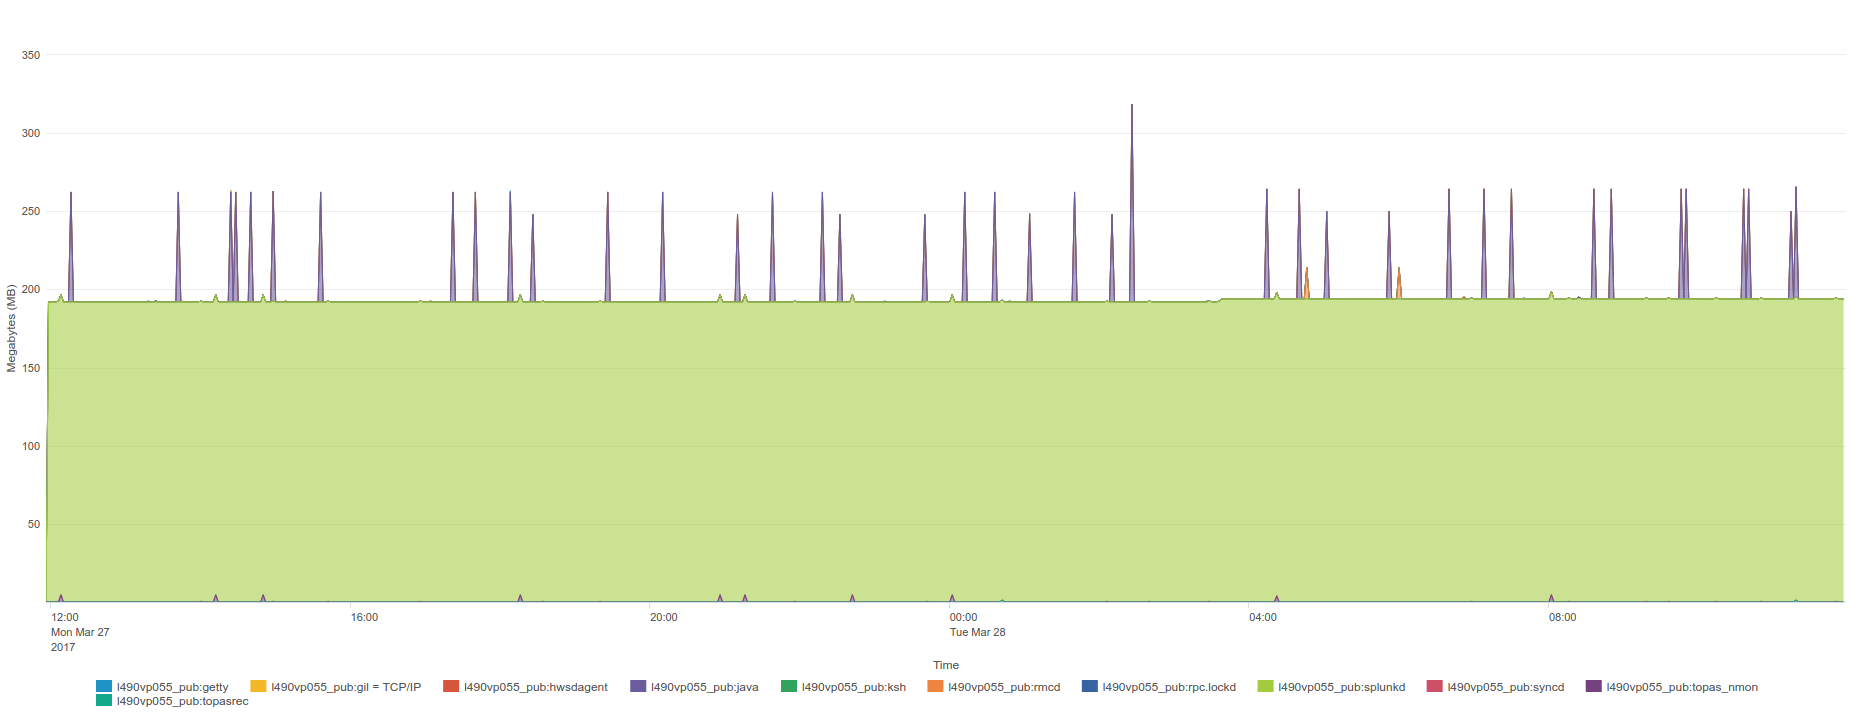 350
300
250
200
150
100
50
Megabytes (MB)
12:00 16:00 20:00 00:00 04:00 08:00
Mon Mar 27 Tue Mar 28
2017
Time
l490vp055_pub:getty l490vp055_pub:gil = TCP/IP l490vp055_pub:hwsdagent l490vp055_pub:java l490vp055_pub:ksh l490vp055_pub:rmcd l490vp055_pub:rpc.lockd l490vp055_pub:splunkd l490vp055_pub:syncd l490vp055_pub:topas_nmon
l490vp055_pub:topasrec